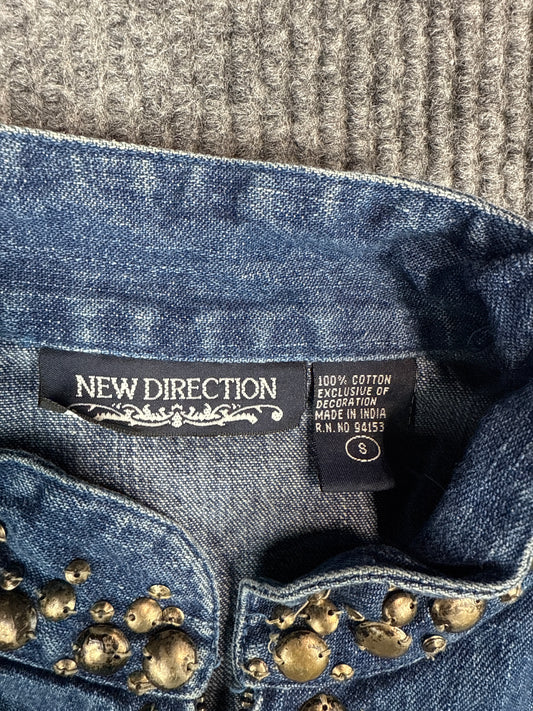 NEW DIRECTION
100% COTTON
EXCLUSIVE OF
DECORATION
MADE IN INDIA
R.N.NO 94153
S